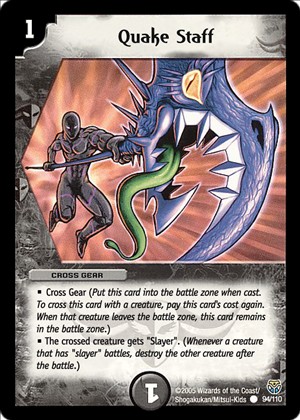 1
Quake Staff
CROSS GEAR
▪ Cross Gear (Put this card into the battle zone when cast.
To cross this card with a creature, pay this card's cost again.
When that creature leaves the battle zone, this card remains
in the battle zone.)
▪ The crossed creature gets "Slayer". (Whenever a creature
that has "slayer" battles, destroy the other creature after
the battle.)
1
©2005 Wizards of the Coast/
Shogakukan/Mitsui-Kids ● 94/110